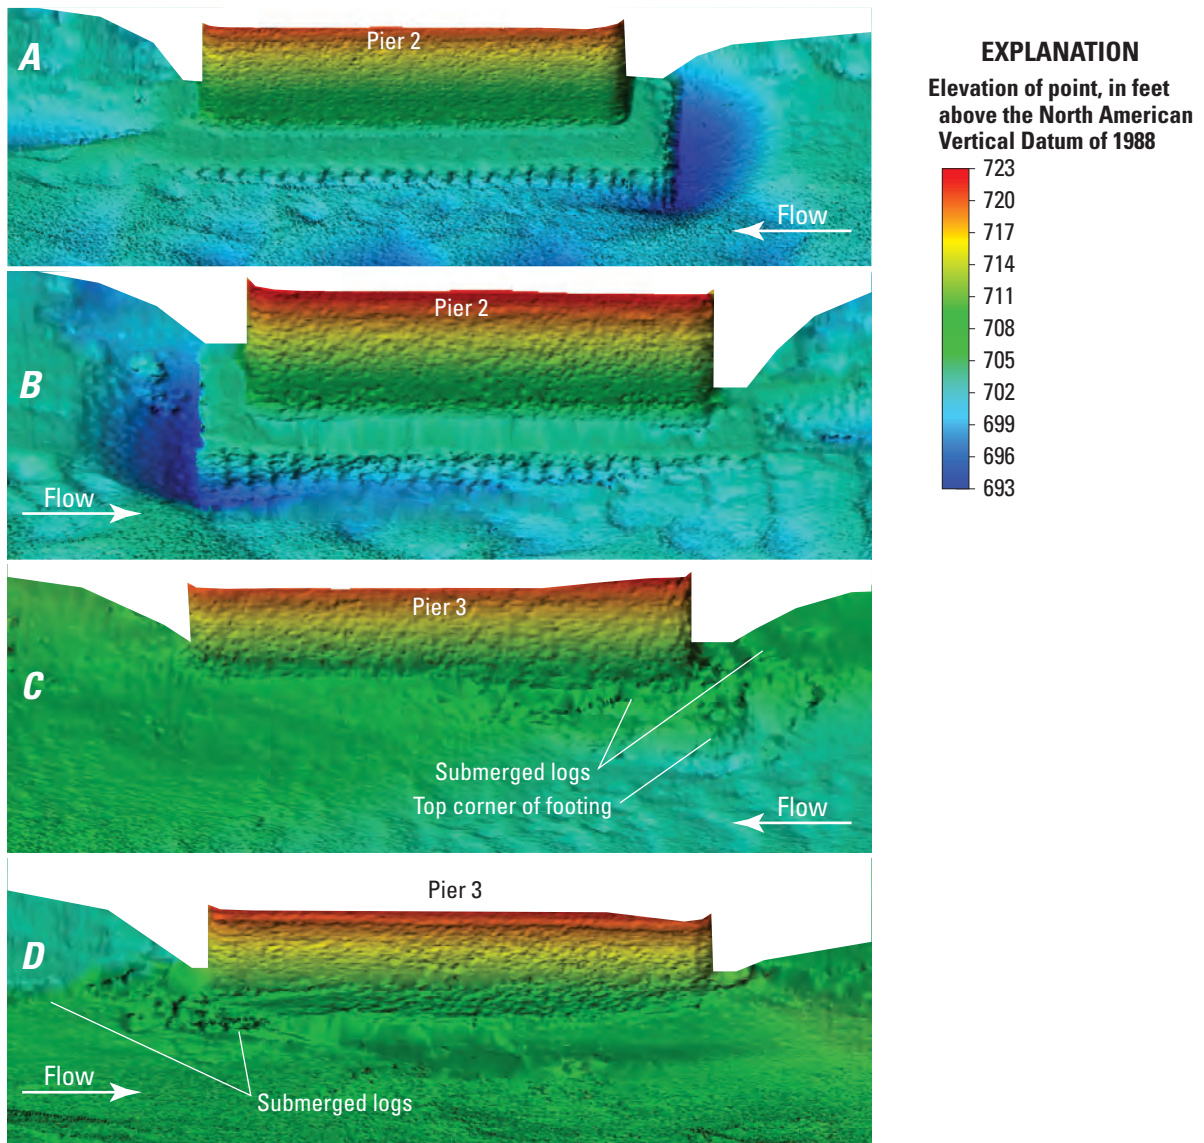 A
Pier 2
Flow
B
Pier 2
Flow
C
Pier 3
Submerged logs
Top corner of footing
Flow
D
Pier 3
Flow
Submerged logs
EXPLANATION
Elevation of point, in feet
above the North American
Vertical Datum of 1988
723
720
717
714
711
708
705
702
699
696
693